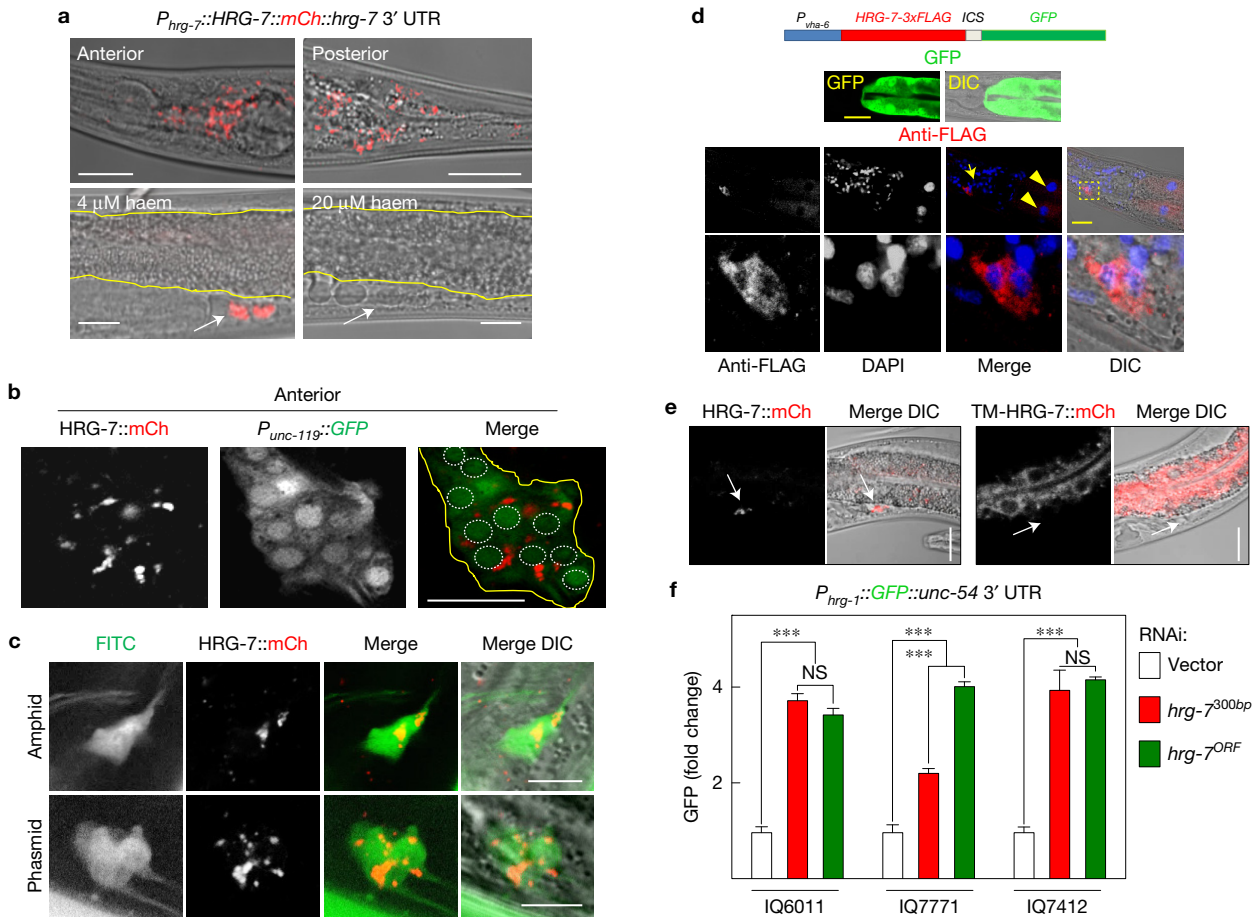 a
P hrg-7::HRG-7::mCh::hrg-7 3′ UTR
Anterior
Posterior
4 μM haem
20 μM haem
b
Anterior
HRG-7::mCh
P unc-119::GFP
Merge
c
FITC
HRG-7::mCh
Merge
Merge DIC
Amphid
Phasmid
d
P vha-6
HRG-7-3xFLAG
ICS
GFP
GFP
GFP
DIC
Anti-FLAG
Anti-FLAG
DAPI
Merge
DIC
e
HRG-7::mCh
Merge DIC
TM-HRG-7::mCh
Merge DIC
f
P hrg-1::GFP::unc-54 3′ UTR
GFP (fold change)
4
2
***
NS
***
***
***
NS
IQ6011
IQ7771
IQ7412
RNAi:
Vector
hrg-7 300bp
hrg-7 ORF